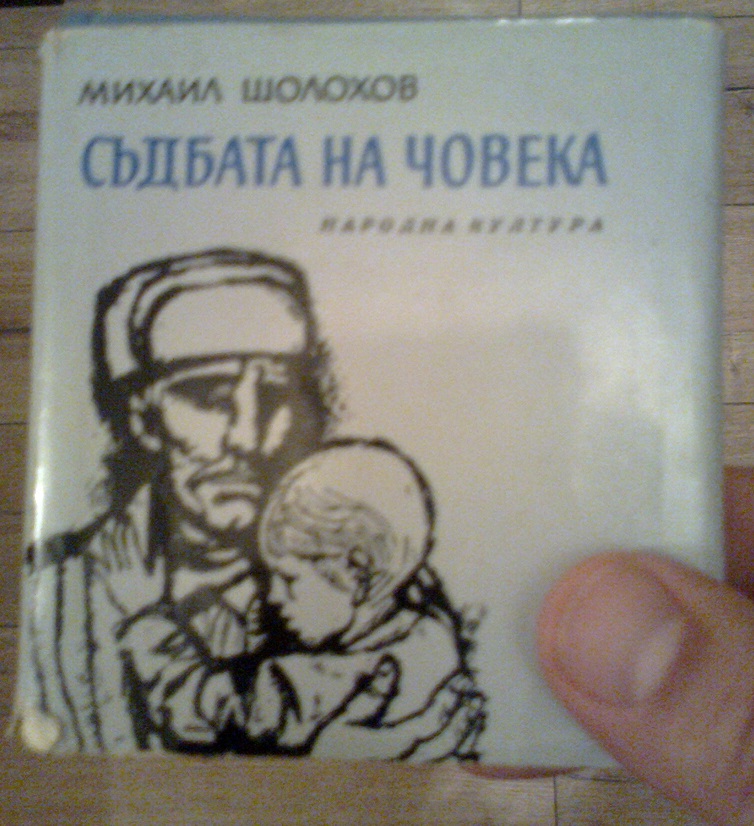 МИХАИЛ ШОЛОХОВ
СЪДБАТА НА ЧОВЕКА
НАРОДНА КУЛТУРА